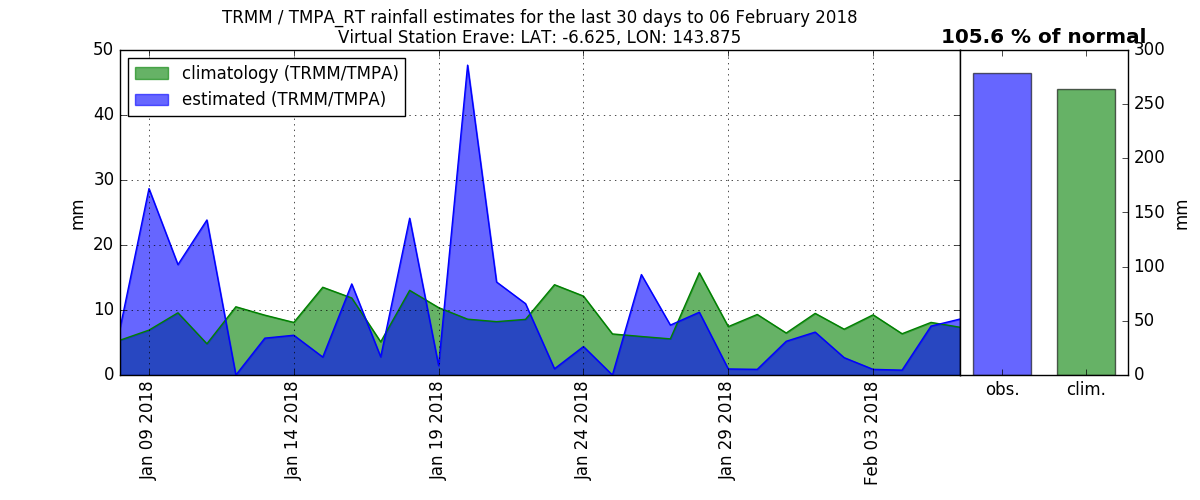 TRMM / TMPA_RT rainfall estimates for the last 30 days to 06 February 2018
Virtual Station Erave: LAT: -6.625, LON: 143.875
105.6 % of normal
climatology (TRMM/TMPA)
estimated (TRMM/TMPA)
50
40
30
20
10
0
mm
Jan 09 2018
Jan 14 2018
Jan 19 2018
Jan 24 2018
Jan 29 2018
Feb 03 2018
300
250
200
150
100
50
0
mm
obs.
clim.